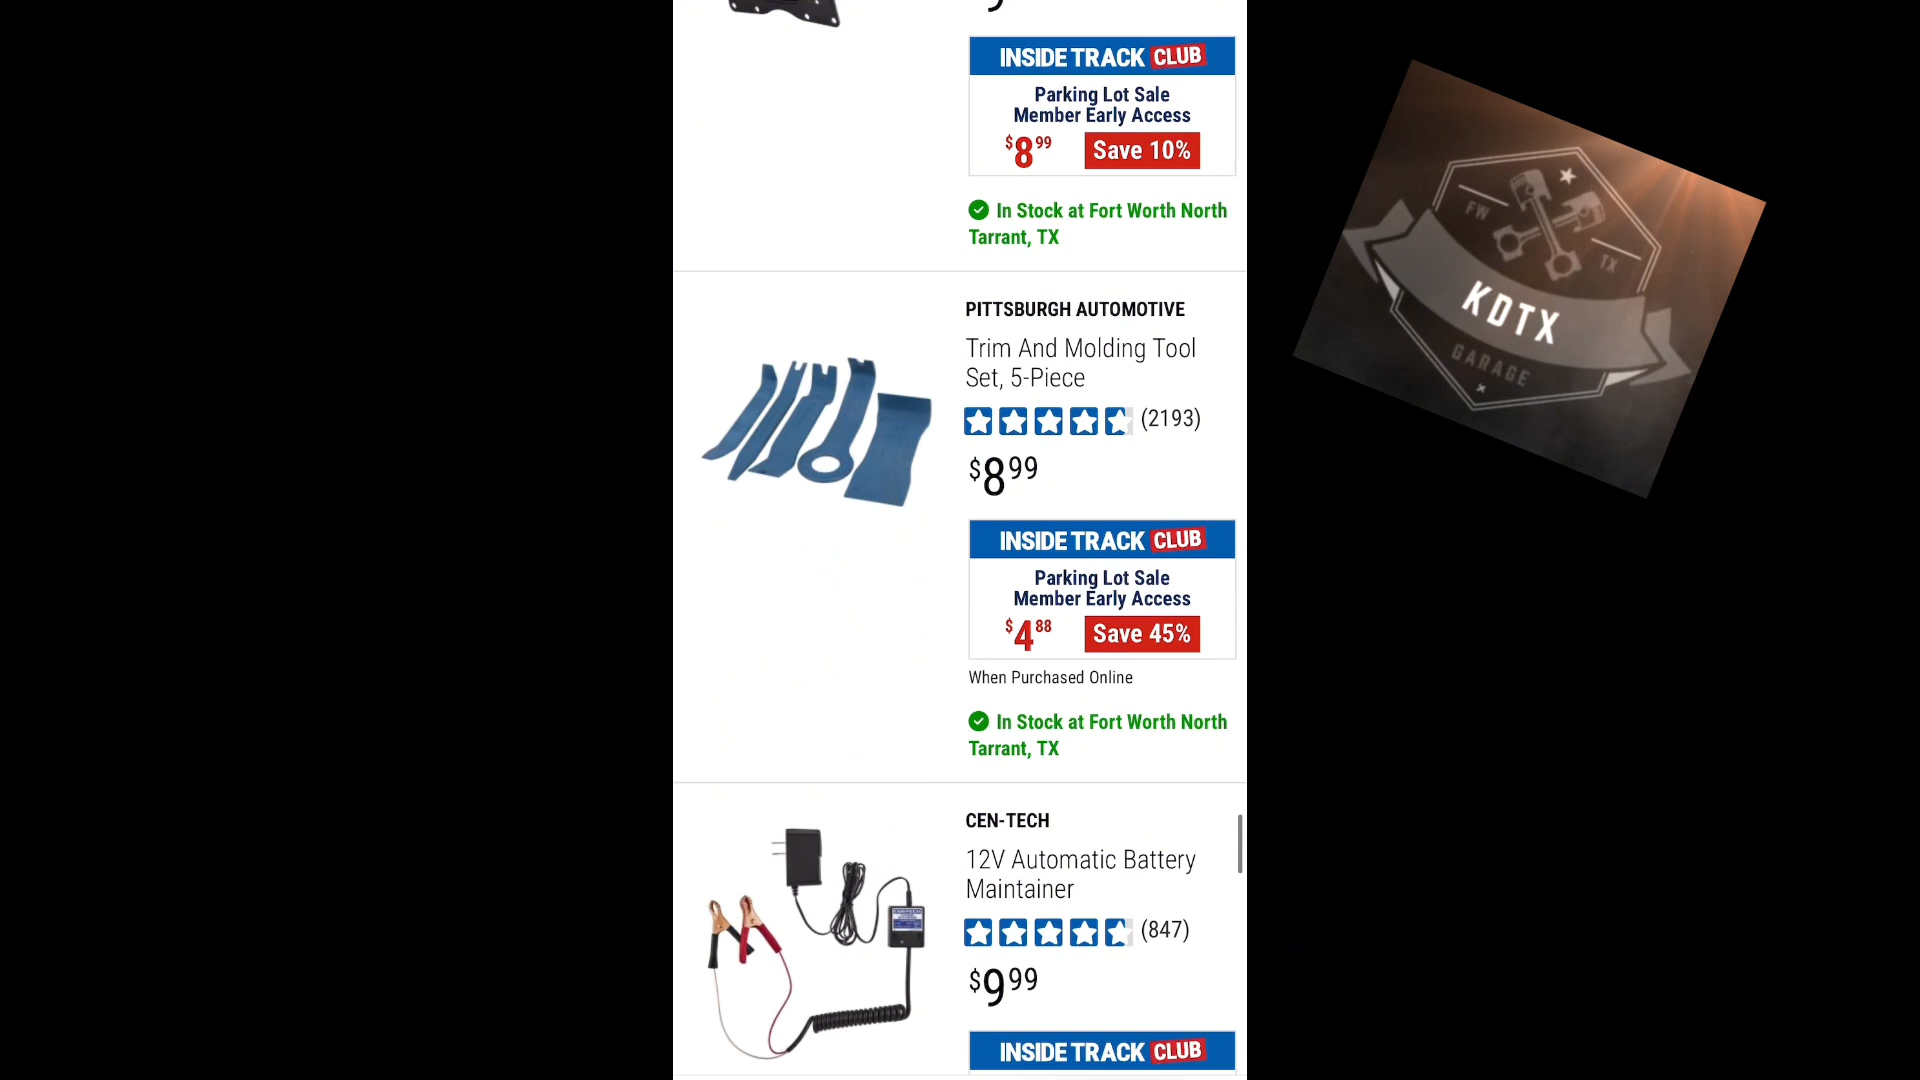 INSIDE TRACK CLUB
Parking Lot Sale
Member Early Access
$8 99 Save 10%
In Stock at Fort Worth North
Tarrant, TX
PITTSBURGH AUTOMOTIVE
Trim And Molding Tool
Set, 5-Piece
(2193)
$8 99
INSIDE TRACK CLUB
Parking Lot Sale
Member Early Access
$4 88 Save 45%
When Purchased Online
In Stock at Fort Worth North
Tarrant, TX
CEN-TECH
12V Automatic Battery
Maintainer
(847)
$9 99
INSIDE TRACK CLUB
FW
TX
KDTX
GARAGE